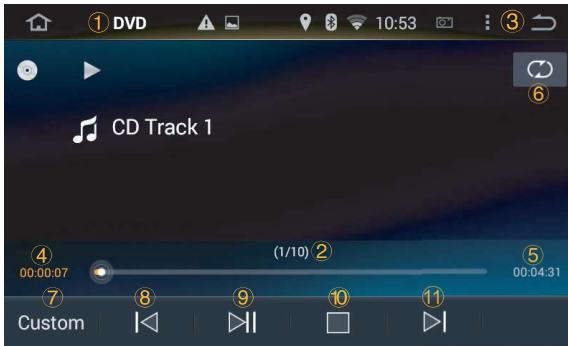 ① DVD 10:53 ③
⑥
CD Track 1
(1/10) ②
④ ⑤
00:00:07 00:04:31
⑦ ⑧ ⑨ ⑩ ⑪
Custom